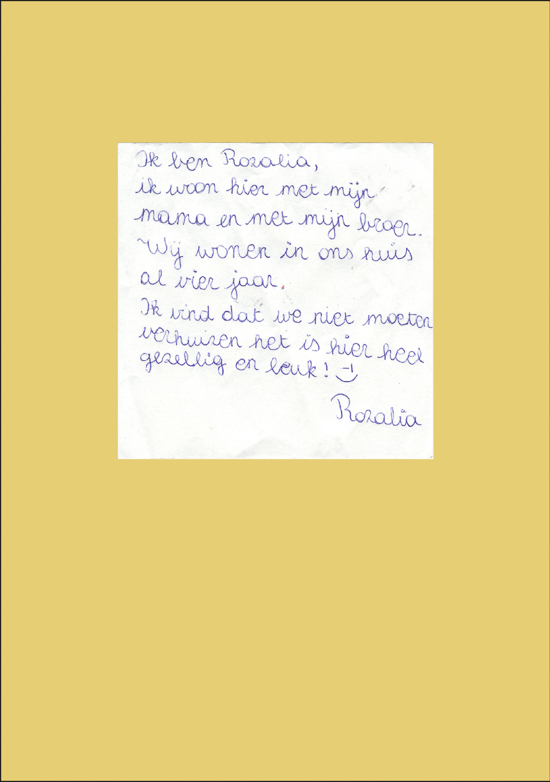 Ik ben Rozalia,
ik woon hier met mijn
mama en met mijn broer.
Wij wonen in ons huis
al vier jaar.
Ik vind dat we niet moeten
verhuizen het is hier heel
gezellig en leuk! :-)
Rozalia